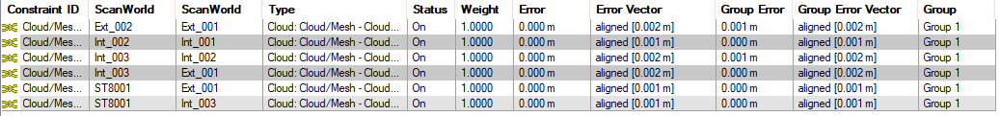 Constraint ID ScanWorld ScanWorld Type Status Weight Error Error Vector Group Error Group Error Vector Group
Cloud/Mes... Ext_002 Ext_001 Cloud: Cloud/Mesh - Cloud... On 1.0000 0.000 m aligned [0.002 m] 0.001 m aligned [0.002 m] Group 1
Cloud/Mes... Int_002 Int_001 Cloud: Cloud/Mesh - Cloud... On 1.0000 0.000 m aligned [0.001 m] 0.000 m aligned [0.001 m] Group 1
Cloud/Mes... Int_003 Int_002 Cloud: Cloud/Mesh - Cloud... On 1.0000 0.000 m aligned [0.002 m] 0.001 m aligned [0.002 m] Group 1
Cloud/Mes... Int_003 Ext_001 Cloud: Cloud/Mesh - Cloud... On 1.0000 0.000 m aligned [0.002 m] 0.000 m aligned [0.002 m] Group 1
Cloud/Mes... ST8001 Ext_001 Cloud: Cloud/Mesh - Cloud... On 1.0000 0.000 m aligned [0.001 m] 0.000 m aligned [0.001 m] Group 1
Cloud/Mes... ST8001 Int_003 Cloud: Cloud/Mesh - Cloud... On 1.0000 0.000 m aligned [0.001 m] 0.000 m aligned [0.001 m] Group 1